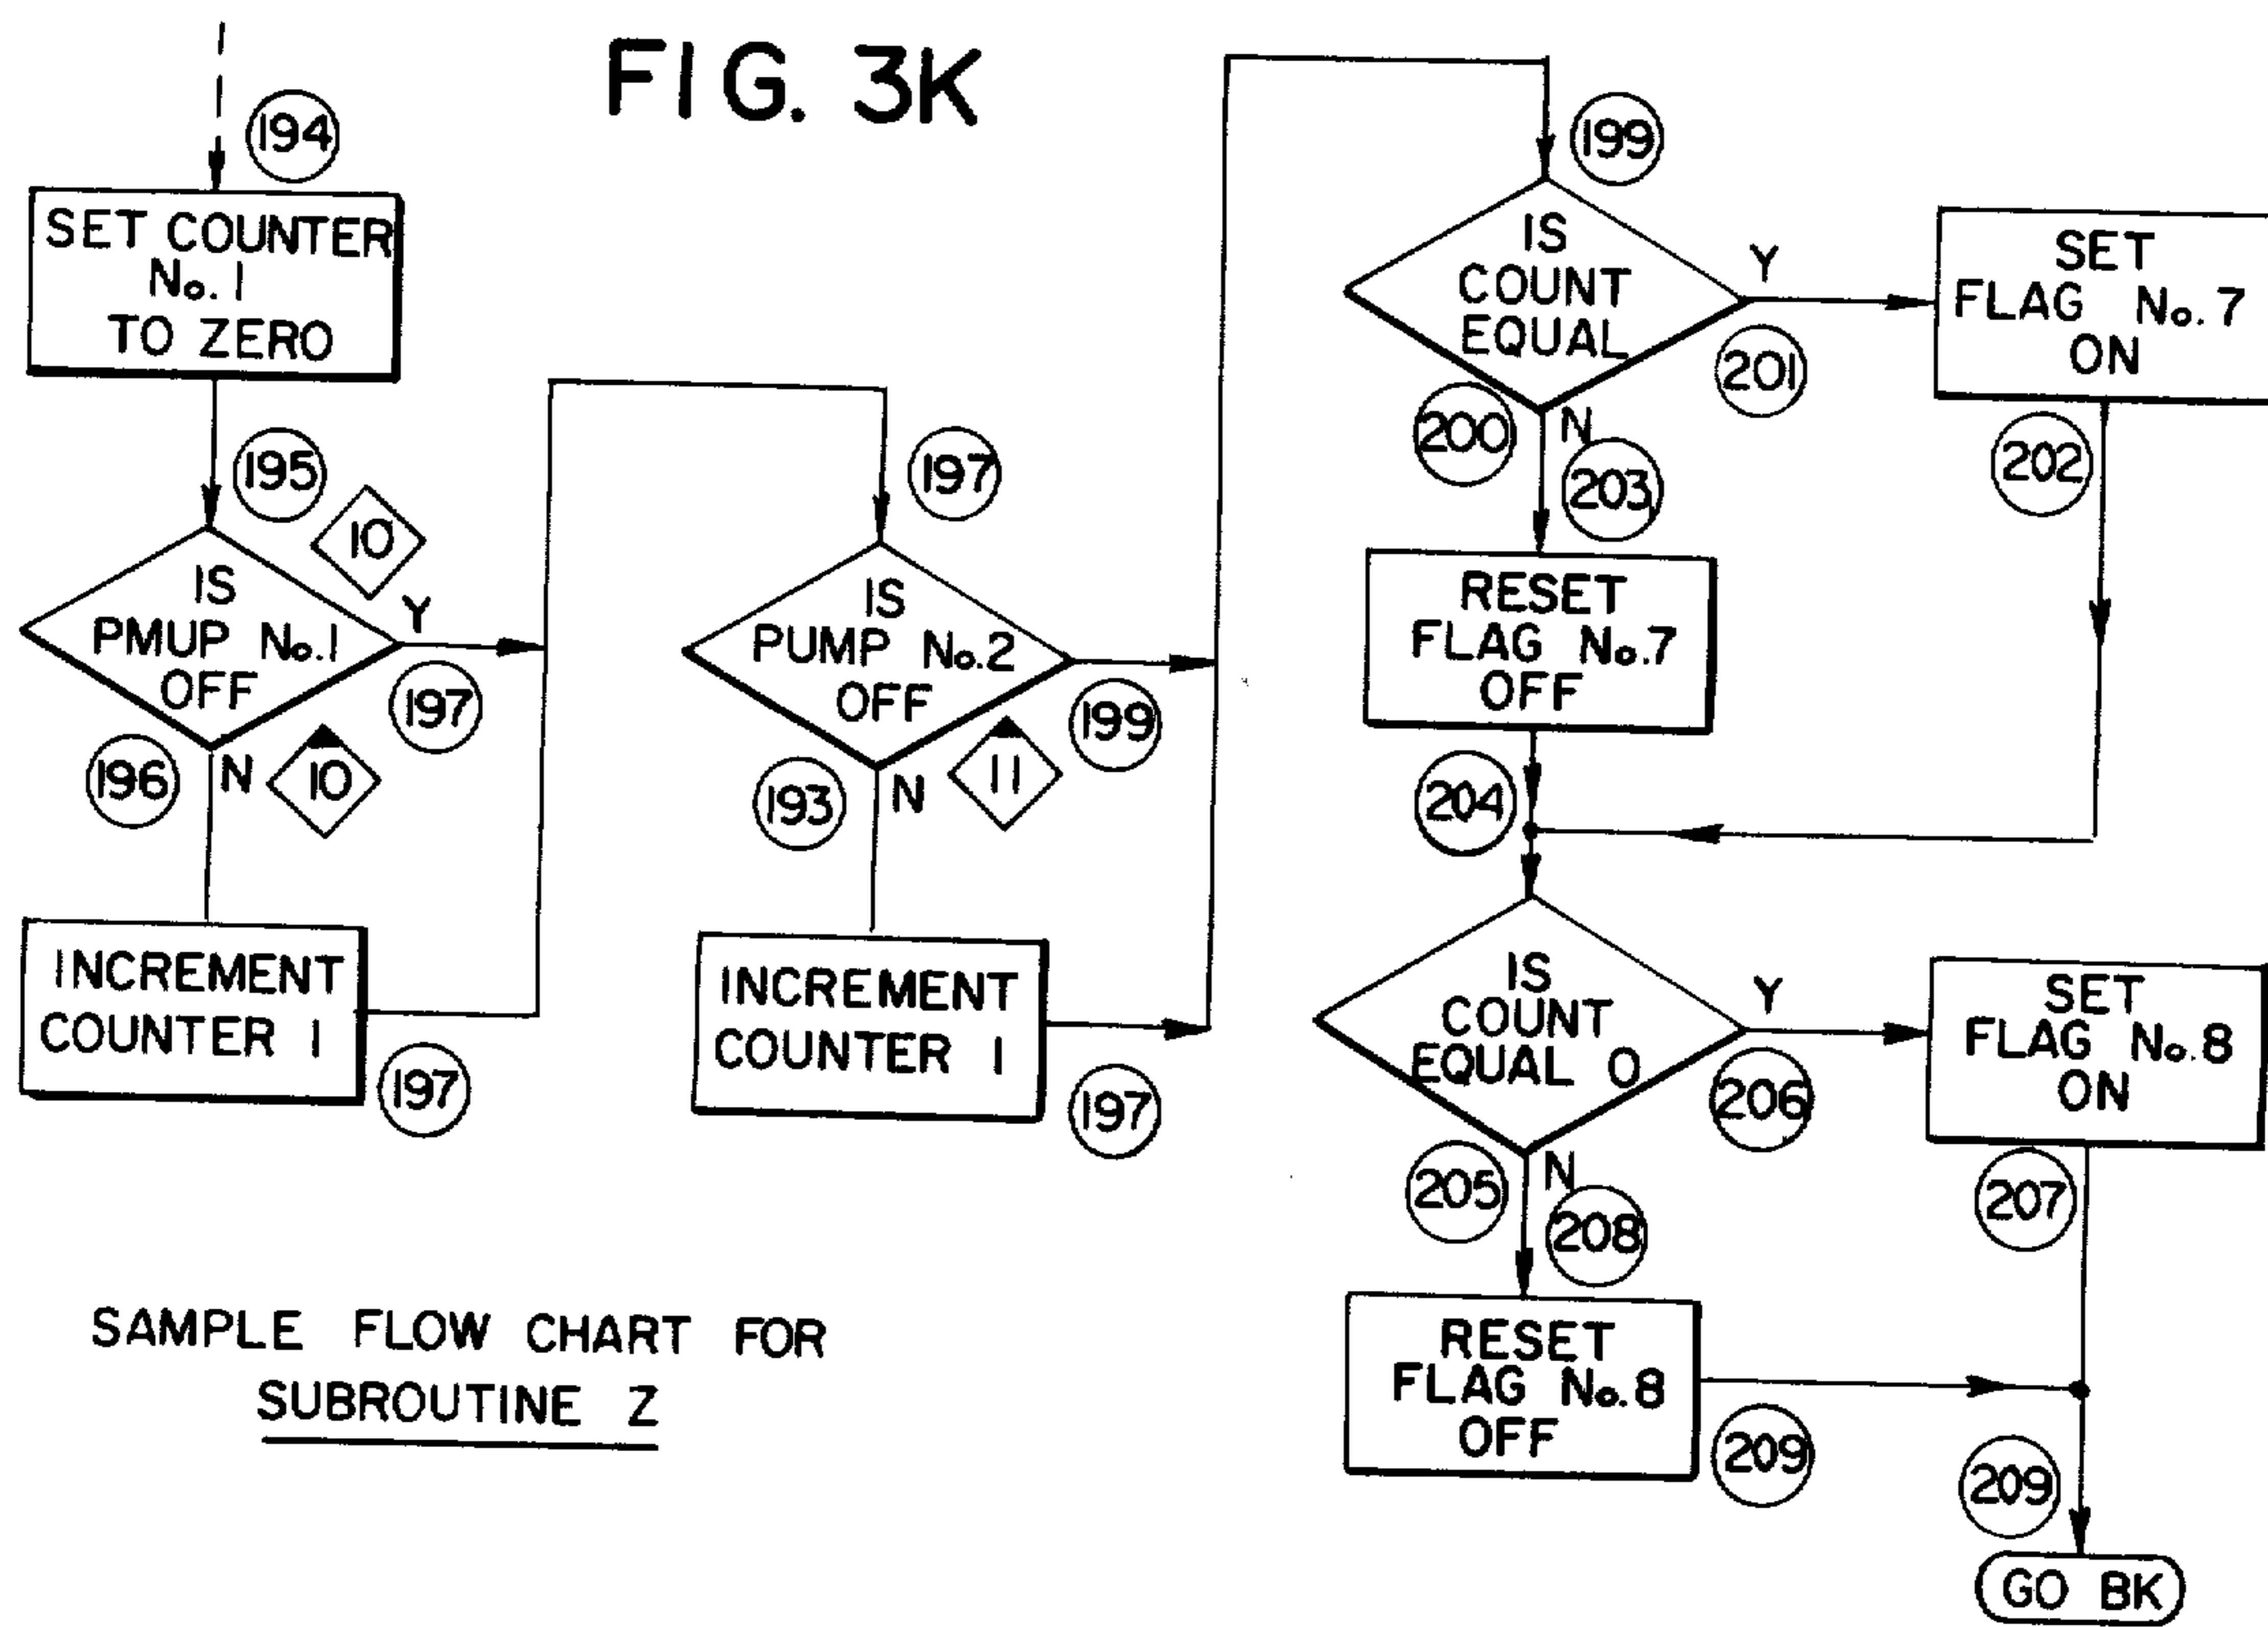 FIG. 3K
194
SET COUNTER
No. 1
TO ZERO
195
10
IS
PMUP No.1
OFF
Y
197
196
N
10
INCREMENT
COUNTER 1
197
197
IS
PUMP No.2
OFF
199
193
N
11
INCREMENT
COUNTER 1
197
199
IS
COUNT
EQUAL
Y
201
SET
FLAG No.7
ON
202
200
N
203
RESET
FLAG No.7
OFF
204
IS
COUNT
EQUAL 0
Y
206
SET
FLAG No.8
ON
207
205
N
208
RESET
FLAG No.8
OFF
209
209
GO BK
SAMPLE FLOW CHART FOR
SUBROUTINE Z